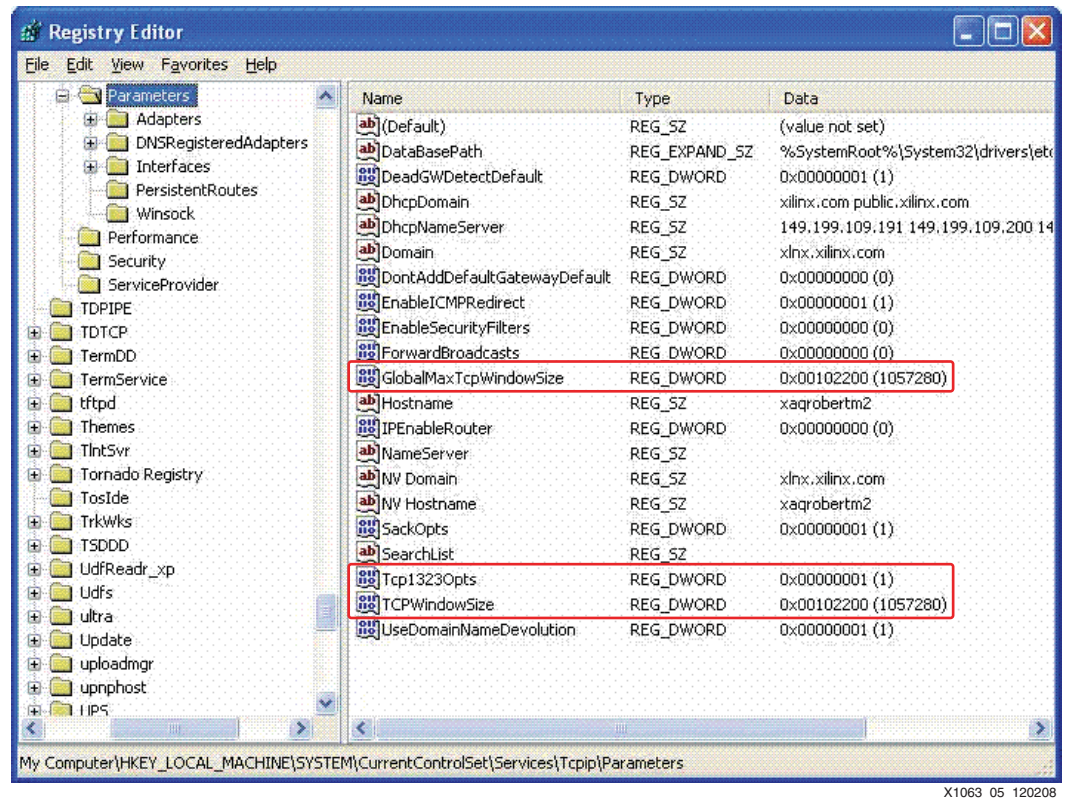 Registry Editor
File Edit View Favorites Help
Parameters
Adapters
DNSRegisteredAdapters
Interfaces
PersistentRoutes
Winsock
Performance
Security
ServiceProvider
TDPIPE
TDTCP
TermDD
TermService
tftpd
Themes
TlntSvr
Tornado Registry
TosIde
TrkWks
TSDDD
UdfReadr_xp
Udfs
ultra
Update
uploadmgr
upnphost
UPS
Name Type Data
(Default) REG_SZ (value not set)
DataBasePath REG_EXPAND_SZ %SystemRoot%\System32\drivers\etc
DeadGWDetectDefault REG_DWORD 0x00000001 (1)
DhcpDomain REG_SZ xilinx.com public.xilinx.com
DhcpNameServer REG_SZ 149.199.109.191 149.199.109.200 14
Domain REG_SZ xlnx.xilinx.com
DontAddDefaultGatewayDefault REG_DWORD 0x00000000 (0)
EnableICMPRedirect REG_DWORD 0x00000001 (1)
EnableSecurityFilters REG_DWORD 0x00000000 (0)
ForwardBroadcasts REG_DWORD 0x00000000 (0)
GlobalMaxTcpWindowSize REG_DWORD 0x00102200 (1057280)
Hostname REG_SZ xaqrobertm2
IPEnableRouter REG_DWORD 0x00000000 (0)
NameServer REG_SZ
NV Domain REG_SZ xlnx.xilinx.com
NV Hostname REG_SZ xaqrobertm2
SackOpts REG_DWORD 0x00000001 (1)
SearchList REG_SZ
Tcp1323Opts REG_DWORD 0x00000001 (1)
TCPWindowSize REG_DWORD 0x00102200 (1057280)
UseDomainNameDevolution REG_DWORD 0x00000001 (1)
My Computer\HKEY_LOCAL_MACHINE\SYSTEM\CurrentControlSet\Services\Tcpip\Parameters
X1063_05_120208